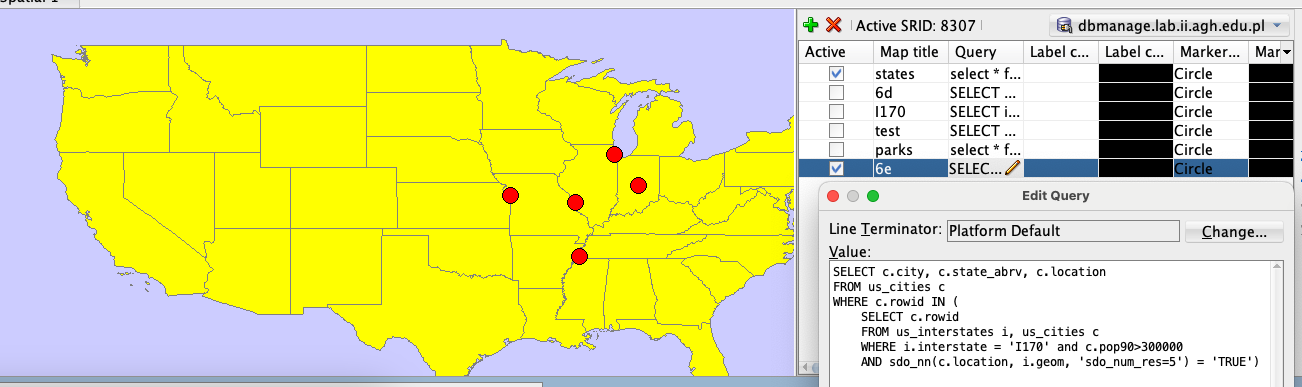 Active SRID: 8307
dbmanage.lab.ii.agh.edu.pl
Active Map title Query Label c... Label c... Marker... Mar
states select * f... Circle
6d SELECT ... Circle
I170 SELECT i... Circle
test SELECT ... Circle
parks select * f... Circle
6e SELEC... Circle
Edit Query
Line Terminator: Platform Default Change...
Value:
SELECT c.city, c.state_abrv, c.location
FROM us_cities c
WHERE c.rowid IN (
SELECT c.rowid
FROM us_interstates i, us_cities c
WHERE i.interstate = 'I170' and c.pop90>300000
AND sdo_nn(c.location, i.geom, 'sdo_num_res=5') = 'TRUE')